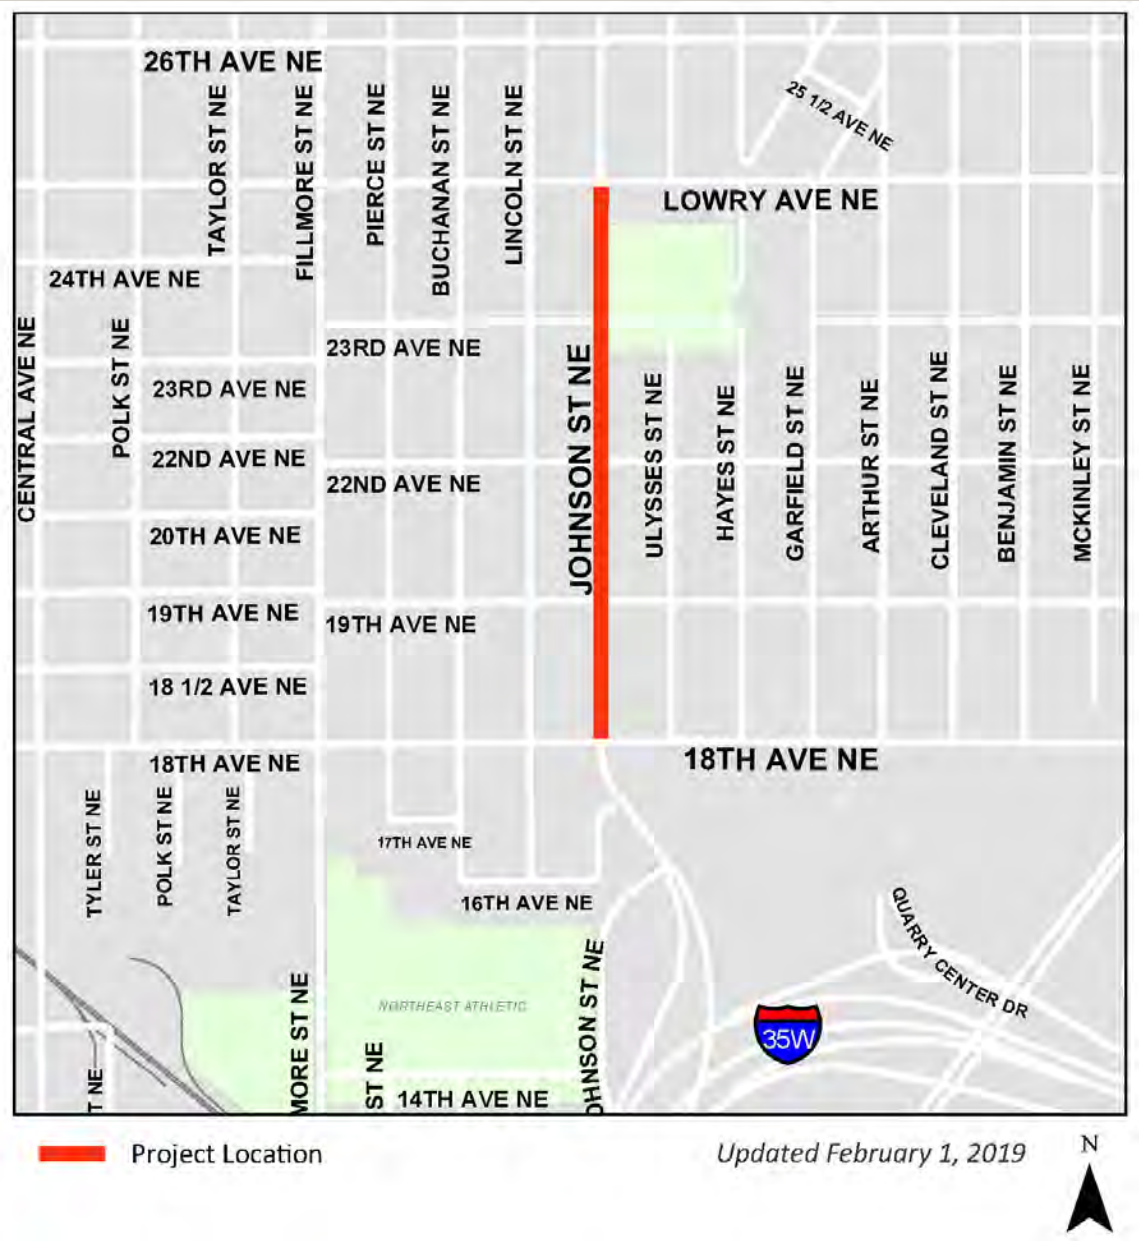 26TH AVE NE
25 1/2 AVE NE
TAYLOR ST NE
FILLMORE ST NE
PIERCE ST NE
BUCHANAN ST NE
LINCOLN ST NE
LOWRY AVE NE
24TH AVE NE
CENTRAL AVE NE
POLK ST NE
23RD AVE NE
23RD AVE NE
JOHNSON ST NE
ULYSSES ST NE
HAYES ST NE
GARFIELD ST NE
ARTHUR ST NE
CLEVELAND ST NE
BENJAMIN ST NE
MCKINLEY ST NE
22ND AVE NE
22ND AVE NE
20TH AVE NE
19TH AVE NE
19TH AVE NE
18 1/2 AVE NE
18TH AVE NE
18TH AVE NE
TYLER ST NE
POLK ST NE
TAYLOR ST NE
17TH AVE NE
16TH AVE NE
QUARRY CENTER DR
NORTHEAST ATHLETIC
MORE ST NE
OHNSON ST NE
35W
T NE
ST NE
14TH AVE NE
Project Location
Updated February 1, 2019
N